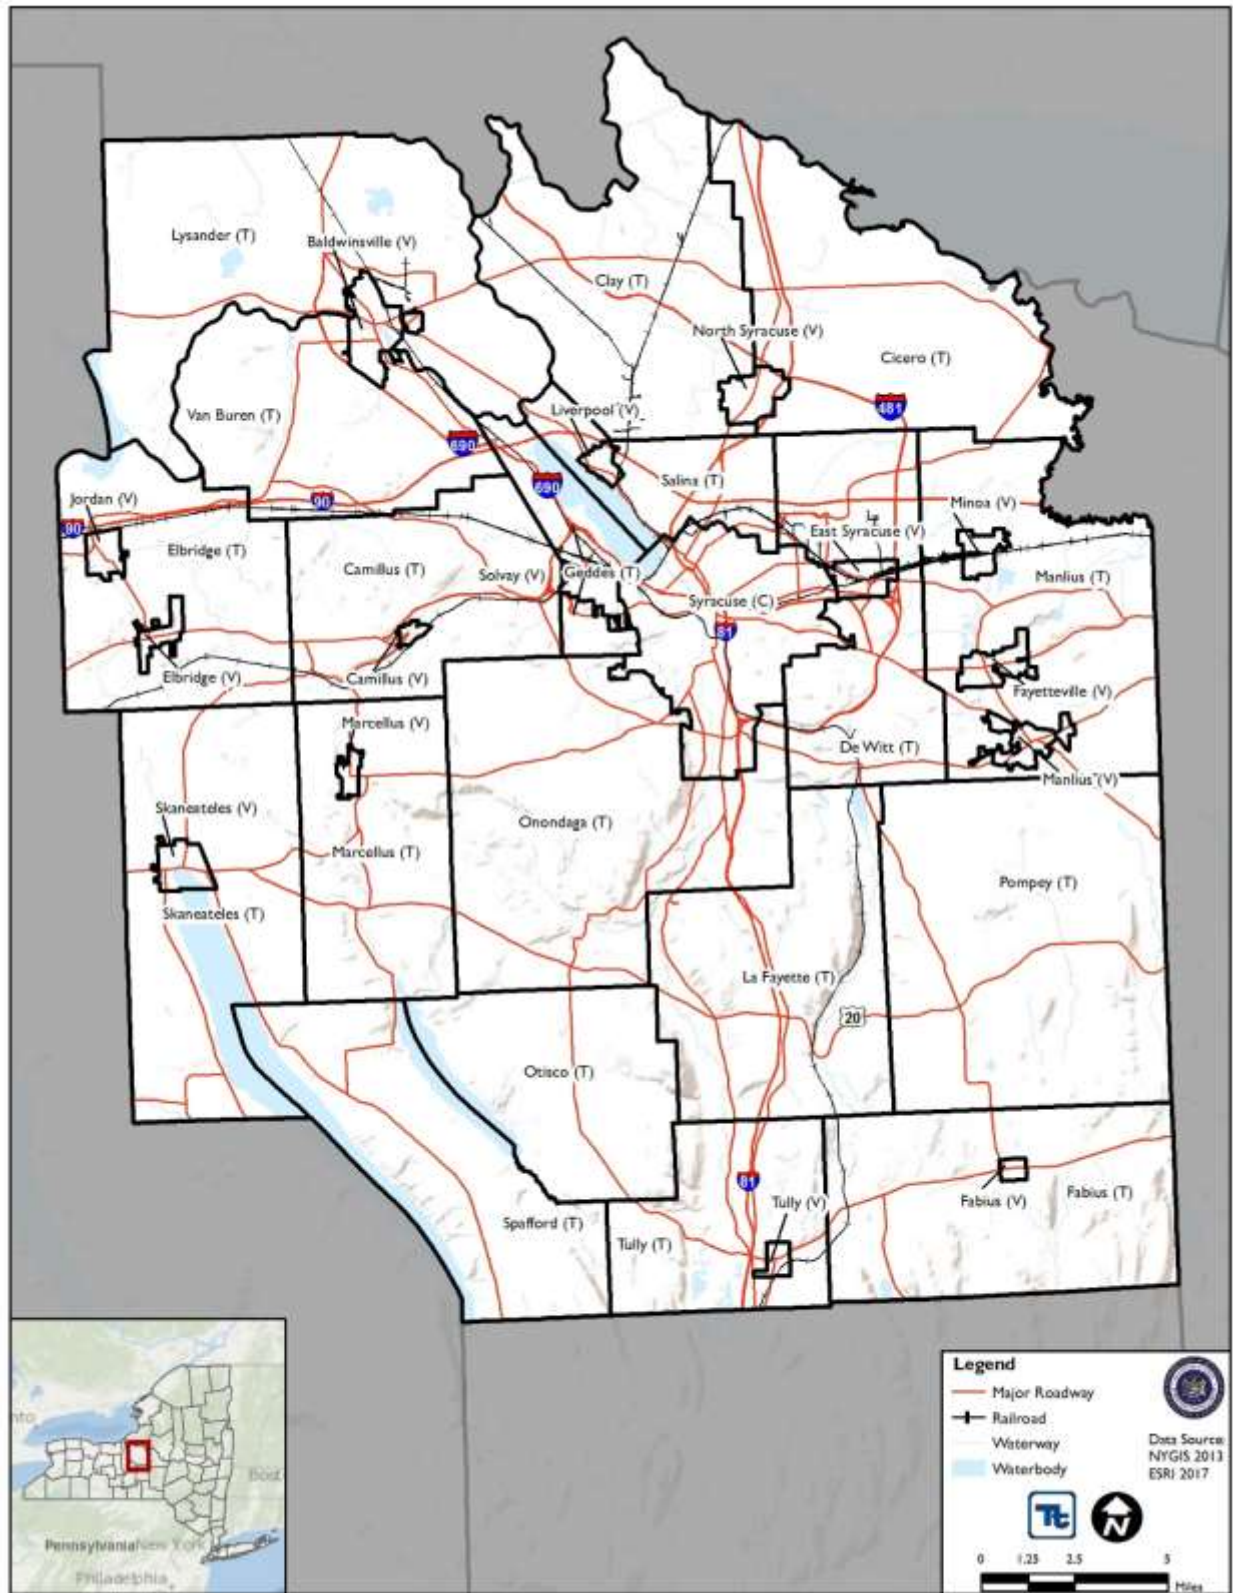 Lysander (T)
Baldwinsville (V)
Clay (T)
North Syracuse (V)
Cicero (T)
Van Buren (T)
Liverpool (V)
481
690
690
Salina (T)
Jordan (V)
90
90
Minoa (V)
East Syracuse (V)
Elbridge (T)
Camillus (T)
Solvay (V)
Geddes (T)
Manlius (T)
Syracuse (C)
81
Elbridge (V)
Camillus (V)
Fayetteville (V)
Marcellus (V)
De Witt (T)
Manlius (V)
Skaneateles (V)
Onondaga (T)
Marcellus (T)
Pompey (T)
Skaneateles (T)
La Fayette (T)
20
Otisco (T)
81
Fabius (V)
Fabius (T)
Tully (V)
Spafford (T)
Tully (T)
Legend
Major Roadway
Railroad
Waterway
Waterbody
Data Source:
NYGIS 2013
ESRI 2017
Tt
N
0 1.25 2.5 5
Miles
nto
Bost
Pennsylvania
New York
Philadelphia